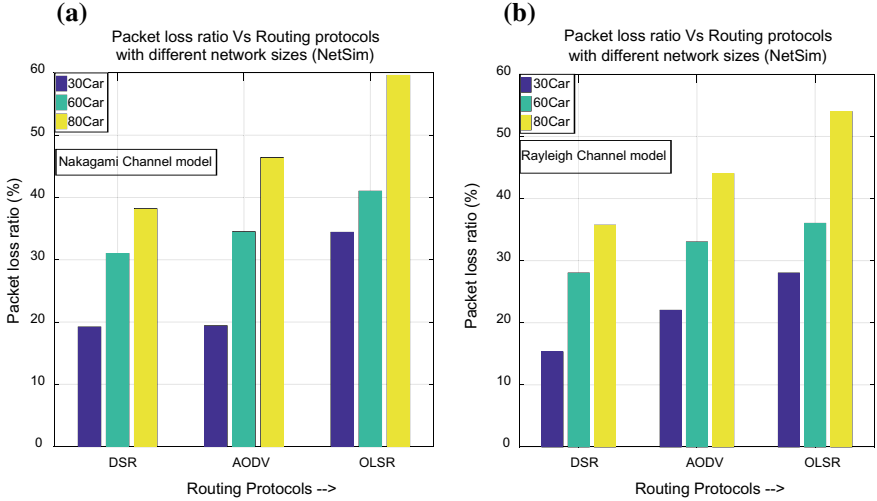 (a)
Packet loss ratio Vs Routing protocols
with different network sizes (NetSim)
60
50
40
30
20
10
0
Packet loss ratio (%)
30Car
60Car
80Car
Nakagami Channel model
DSR
AODV
OLSR
Routing Protocols -->
(b)
Packet loss ratio Vs Routing protocols
with different network sizes (NetSim)
60
50
40
30
20
10
0
Packet loss ratio (%)
30Car
60Car
80Car
Rayleigh Channel model
DSR
AODV
OLSR
Routing Protocols -->